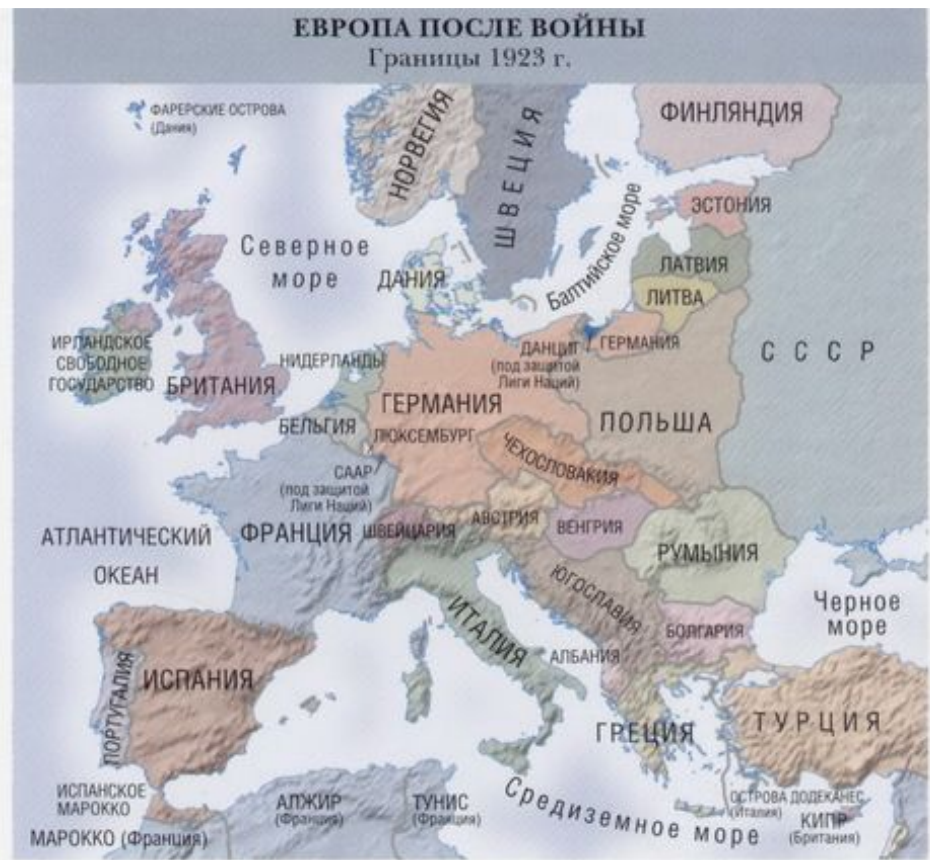 ЕВРОПА ПОСЛЕ ВОЙНЫ
Границы 1923 г.
ФАРЕРСКИЕ ОСТРОВА
(Дания)
НОРВЕГИЯ
ШВЕЦИЯ
ФИНЛЯНДИЯ
ЭСТОНИЯ
Северное
море
ДАНИЯ
Балтийское море
ЛАТВИЯ
ЛИТВА
ИРЛАНДСКОЕ
СВОБОДНОЕ
ГОСУДАРСТВО
БРИТАНИЯ
НИДЕРЛАНДЫ
ДАНЦИГ
(под защитой
Лиги Наций)
ГЕРМАНИЯ
СССР
ГЕРМАНИЯ
ПОЛЬША
БЕЛЬГИЯ
ЛЮКСЕМБУРГ
ЧЕХОСЛОВАКИЯ
СААР
(под защитой
Лиги Наций)
АТЛАНТИЧЕСКИЙ
ОКЕАН
ФРАНЦИЯ
ШВЕЙЦАРИЯ
АВСТРИЯ
ВЕНГРИЯ
РУМЫНИЯ
ЮГОСЛАВИЯ
Черное
море
ИТАЛИЯ
БОЛГАРИЯ
АЛБАНИЯ
ПОРТУГАЛИЯ
ИСПАНИЯ
ГРЕЦИЯ
ТУРЦИЯ
ИСПАНСКОЕ
МАРОККО
МАРОККО (Франция)
АЛЖИР
(Франция)
ТУНИС
(Франция)
Средиземное море
ОСТРОВА ДОДЕКАНЕС
(Италия)
КИПР
(Британия)